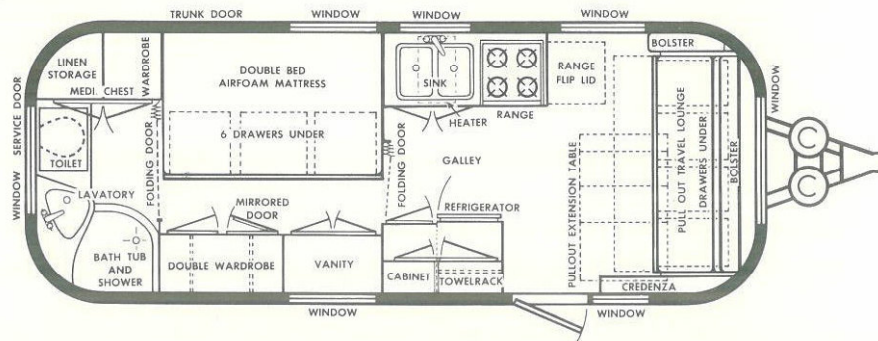 TRUNK DOOR
WINDOW
WINDOW
WINDOW
LINEN
STORAGE
WARDROBE
MEDI. CHEST
DOUBLE BED
AIRFOAM MATTRESS
6 DRAWERS UNDER
SINK
HEATER
RANGE
RANGE
FLIP LID
BOLSTER
WINDOW
SERVICE DOOR
TOILET
FOLDING DOOR
FOLDING DOOR
GALLEY
PULLOUT EXTENSION TABLE
PULL OUT TRAVEL LOUNGE
DRAWERS UNDER
BOLSTER
WINDOW
LAVATORY
MIRRORED
DOOR
REFRIGERATOR
BATH TUB
AND
SHOWER
DOUBLE WARDROBE
VANITY
CABINET
TOWELRACK
CREDENZA
WINDOW
WINDOW